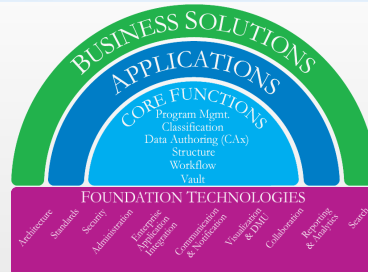 BUSINESS SOLUTIONS
APPLICATIONS
CORE FUNCTIONS
Program Mgmt.
Classification
Data Authoring (CAx)
Structure
Workflow
Vault
FOUNDATION TECHNOLOGIES
Architecture
Standards
Security
Administration
Enterprise
Application
Integration
Communication
& Notification
Visualization
& DMU
Collaboration
Reporting
& Analytics
Search